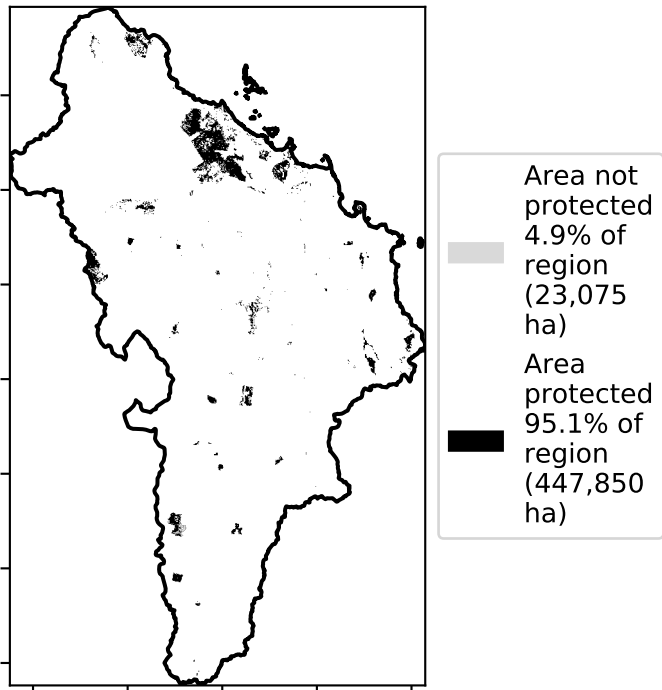 Area not
protected
4.9% of
region
(23,075
ha)
Area
protected
95.1% of
region
(447,850
ha)